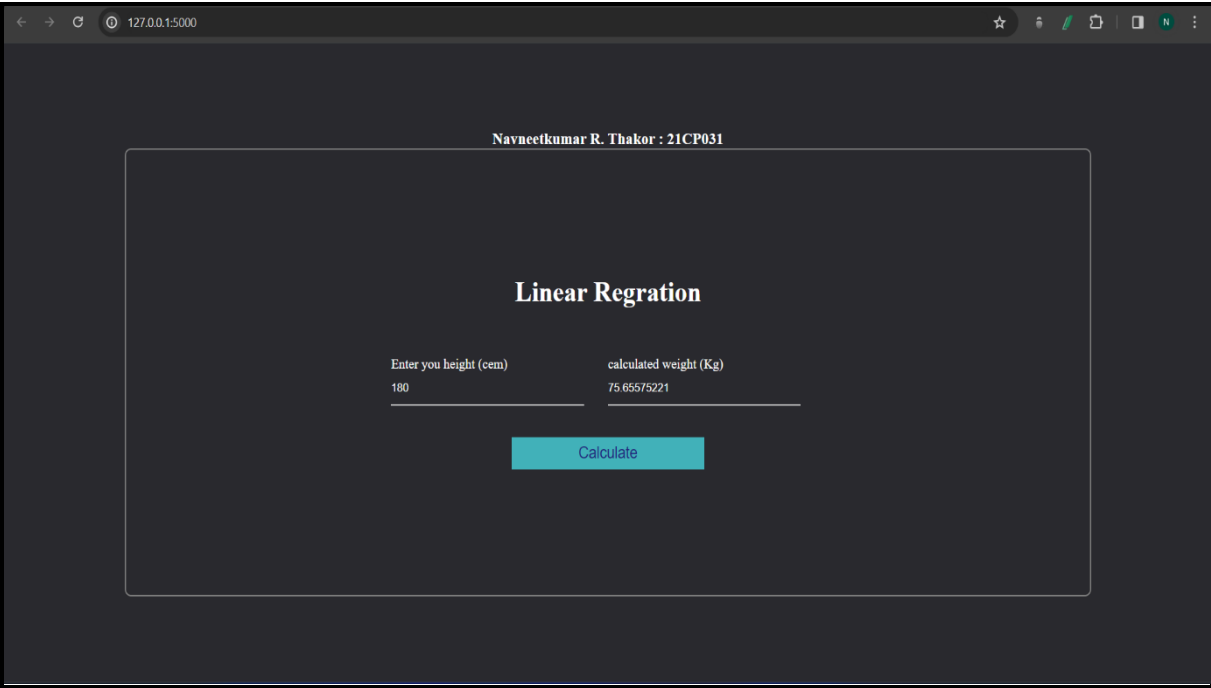 127.0.0.1:5000
N
Navneetkumar R. Thakor : 21CP031
Linear Regration
Enter you height (cem) calculated weight (Kg)
180 75.65575221
Calculate